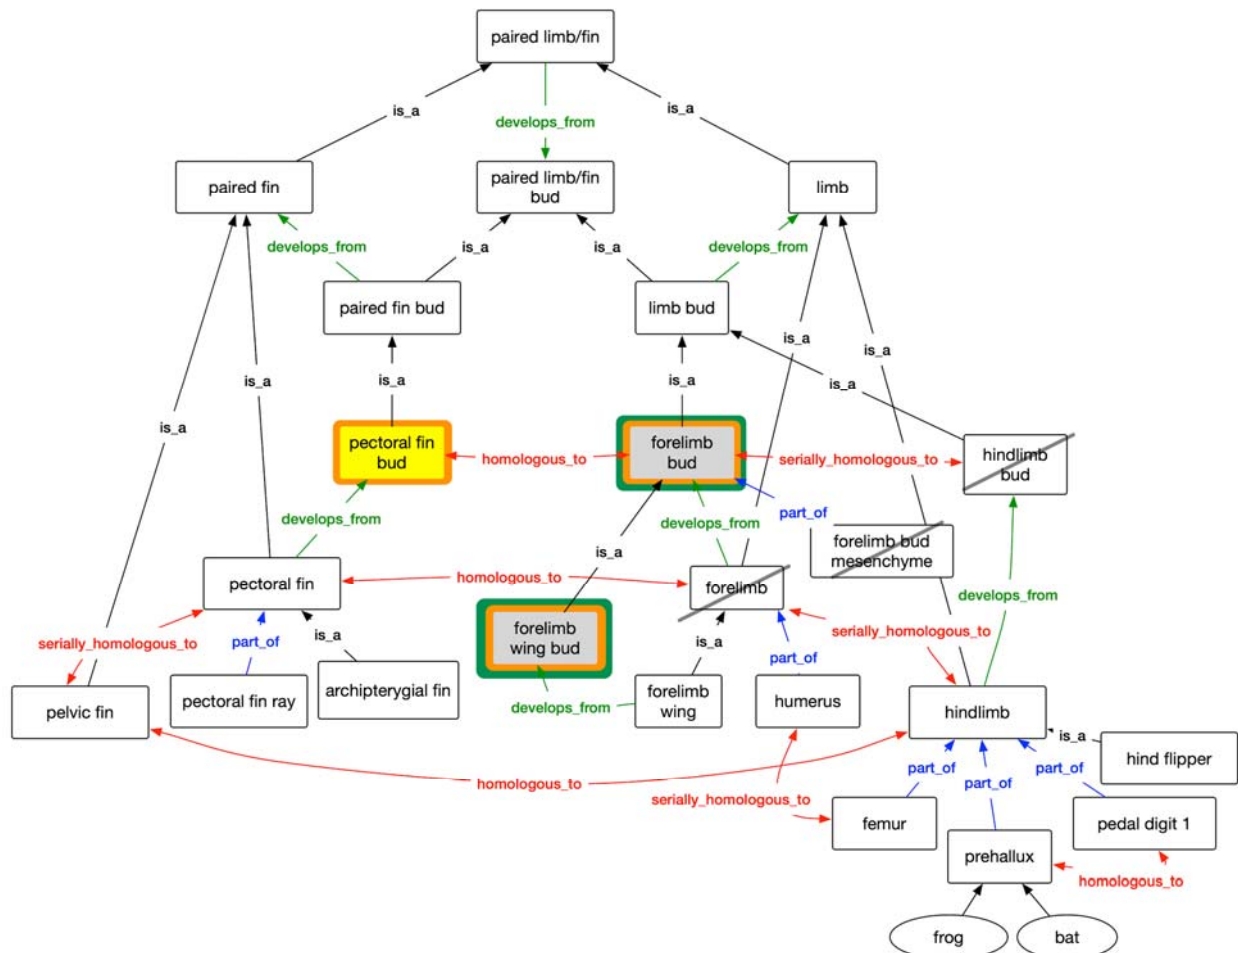 paired limb/fin
is_a
is_a
develops_from
paired fin
paired limb/fin
bud
limb
develops_from
is_a
is_a
develops_from
paired fin bud
limb bud
is_a
is_a
is_a
is_a
is_a
is_a
is_a
pectoral fin
bud
homologous_to
forelimb
bud
serially_homologous_to
hindlimb
bud
develops_from
develops_from
part_of
is_a
forelimb bud
mesenchyme
pectoral fin
homologous_to
forelimb
develops_from
serially_homologous_to
part_of
is_a
forelimb
wing bud
is_a
serially_homologous_to
part_of
pelvic fin
pectoral fin ray
archipterygial fin
develops_from
forelimb
wing
humerus
hindlimb
is_a
hind flipper
homologous_to
serially_homologous_to
part_of
part_of
part_of
femur
prehallux
pedal digit 1
homologous_to
frog
bat